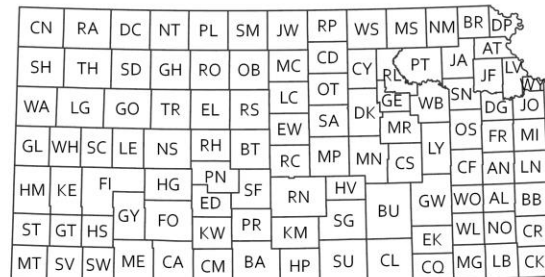 CN RA DC NT PL SM JW RP WS MS NM BR DP
SH TH SD GH RO OB MC CD CY RL PT JA AT
WA LG GO TR EL RS LC OT GE WB SN JF LV WY
GL WH SC LE NS RH BT EW SA DK MR OS DG JO
HM KE FI HG PN SF RC MP MN CS LY FR MI
GY FO ED RN HV BU GW CF AN LN
ST GT HS KW PR KM SG WO AL BB
MT SV SW ME CA CM BA HP SU CL EK WL NO CR
CQ MG LB CK